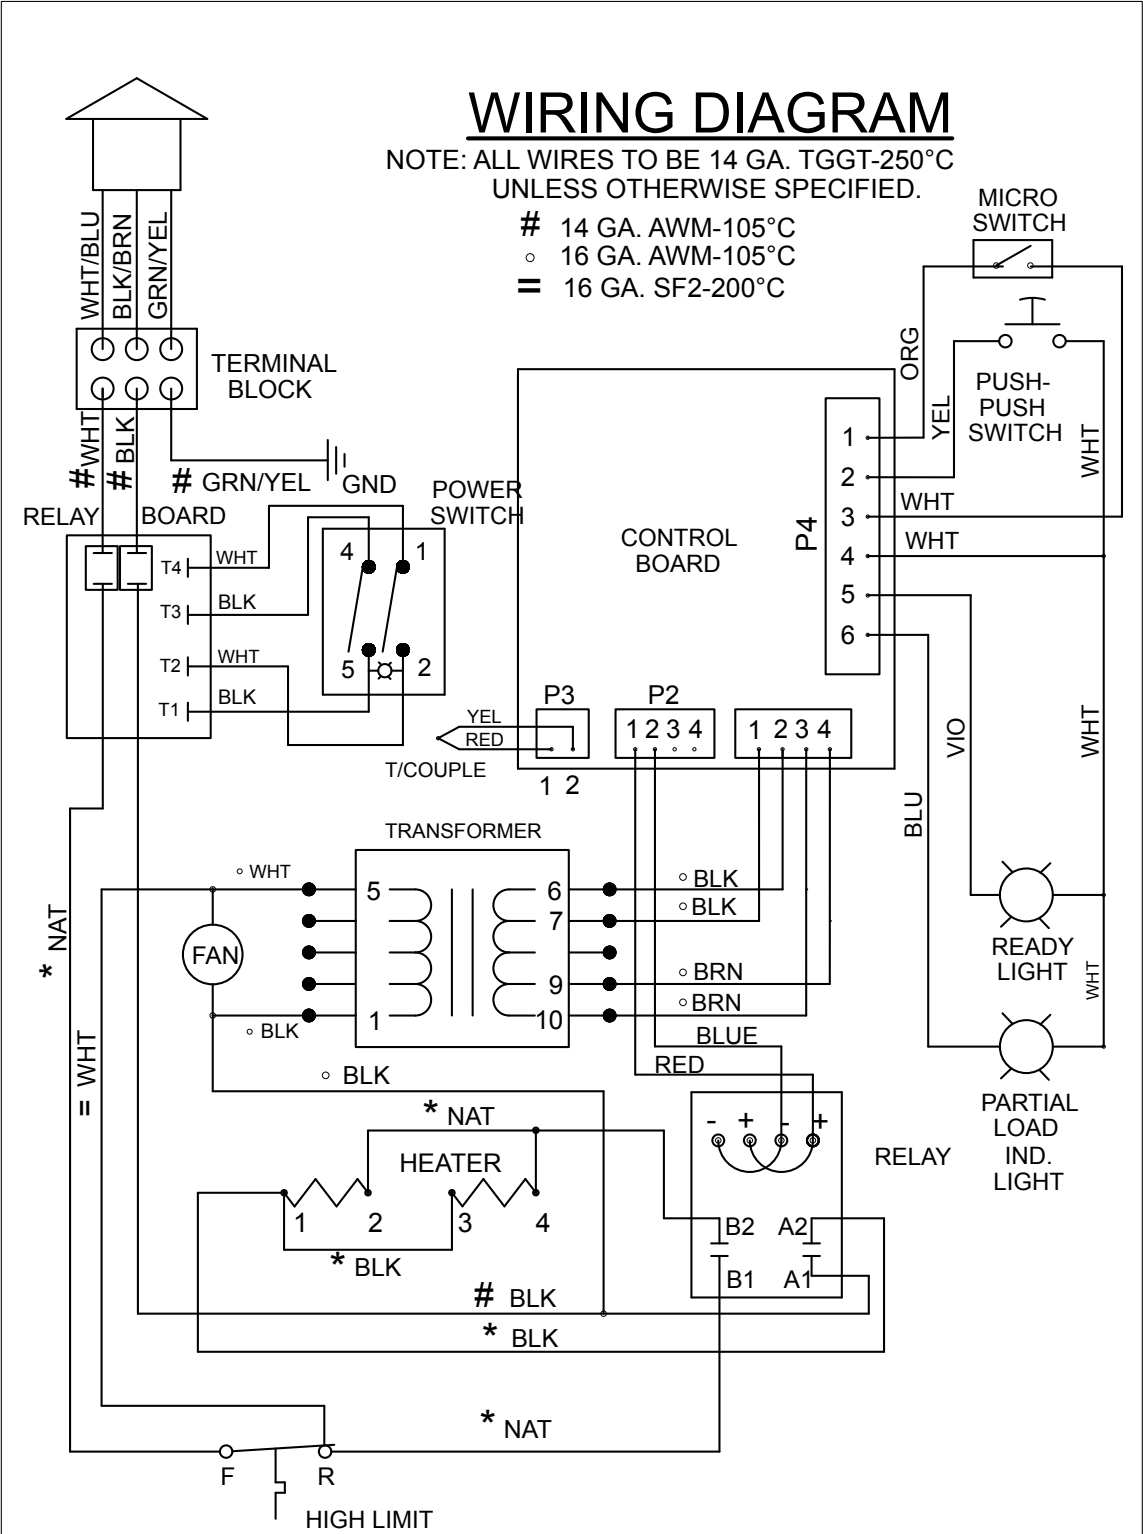 WIRING DIAGRAM
NOTE: ALL WIRES TO BE 14 GA. TGGT-250°C
UNLESS OTHERWISE SPECIFIED.
# 14 GA. AWM-105°C
○ 16 GA. AWM-105°C
= 16 GA. SF2-200°C
WHT/BLU
BLK/BRN
GRN/YEL
TERMINAL
BLOCK
#WHT
#BLK
# GRN/YEL
GND
RELAY BOARD
T4
WHT
T3
BLK
T2
WHT
T1
BLK
POWER
SWITCH
4
1
5
2
MICRO
SWITCH
ORG
YEL
PUSH-
PUSH
SWITCH
WHT
CONTROL
BOARD
P4
1
2
3
WHT
4
WHT
5
6
P3
P2
1 2 3 4
1 2 3 4
YEL
RED
T/COUPLE
1 2
VIO
BLU
WHT
TRANSFORMER
○ WHT
5
6
○ BLK
7
○ BLK
FAN
9
○ BRN
1
10
○ BRN
○ BLK
BLUE
RED
○ BLK
READY
LIGHT
WHT
PARTIAL
LOAD
IND.
LIGHT
* NAT
= WHT
* NAT
HEATER
1
2
3
4
* BLK
- + - +
RELAY
B2
A2
B1
A1
# BLK
* BLK
* NAT
F
R
HIGH LIMIT